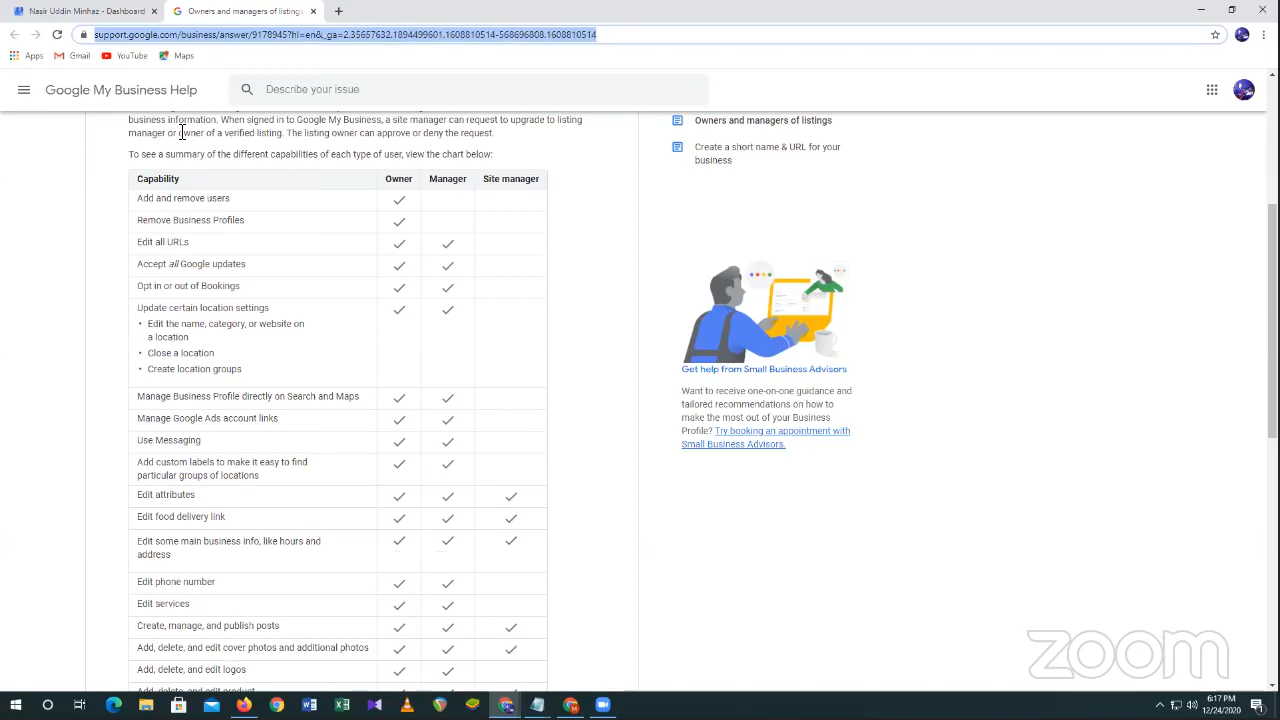 Nasir Uddin Minhaz - Dashboard
Owners and managers of listings
support.google.com/business/answer/9178945?hl=en&_ga=2.35657632.1894499601.1608810514-568696808.1608810514
Apps
Gmail
YouTube
Maps
Google My Business Help
Describe your issue
business information. When signed in to Google My Business, a site manager can request to upgrade to listing
manager or owner of a verified listing. The listing owner can approve or deny the request.
To see a summary of the different capabilities of each type of user, view the chart below:
Capability Owner Manager Site manager
Add and remove users
Remove Business Profiles
Edit all URLs
Accept all Google updates
Opt in or out of Bookings
Update certain location settings
• Edit the name, category, or website on
a location
• Close a location
• Create location groups
Manage Business Profile directly on Search and Maps
Manage Google Ads account links
Use Messaging
Add custom labels to make it easy to find
particular groups of locations
Edit attributes
Edit food delivery link
Edit some main business info, like hours and
address
Edit phone number
Edit services
Create, manage, and publish posts
Add, delete, and edit cover photos and additional photos
Add, delete, and edit logos
Add, delete, and edit product
Owners and managers of listings
Create a short name & URL for your
business
Get help from Small Business Advisors
Want to receive one-on-one guidance and
tailored recommendations on how to
make the most out of your Business
Profile? Try booking an appointment with
Small Business Advisors.
zoom
6:17 PM
12/24/2020